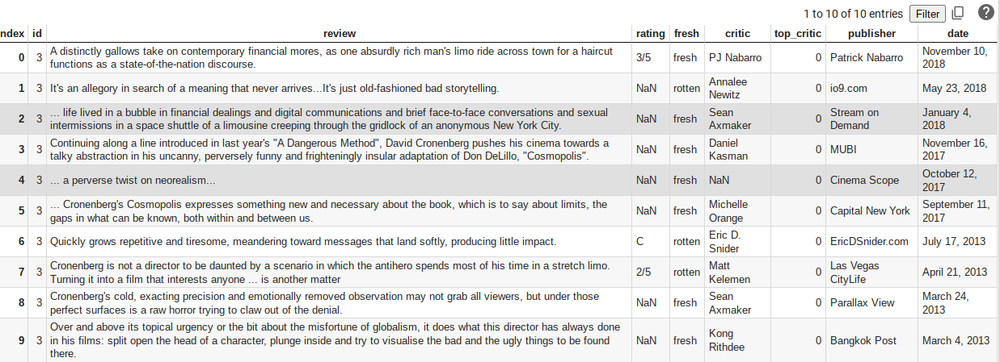 1 to 10 of 10 entries Filter
ndex id review rating fresh critic top_critic publisher date
0 3 A distinctly gallows take on contemporary financial mores, as one absurdly rich man's limo ride across town for a haircut
functions as a state-of-the-nation discourse. 3/5 fresh PJ Nabarro 0 Patrick Nabarro November 10,
2018
1 3 It's an allegory in search of a meaning that never arrives...It's just old-fashioned bad storytelling. NaN rotten Annalee
Newitz 0 io9.com May 23, 2018
2 3 ... life lived in a bubble in financial dealings and digital communications and brief face-to-face conversations and sexual
intermissions in a space shuttle of a limousine creeping through the gridlock of an anonymous New York City. NaN fresh Sean
Axmaker 0 Stream on
Demand January 4,
2018
3 3 Continuing along a line introduced in last year's "A Dangerous Method", David Cronenberg pushes his cinema towards a
talky abstraction in his uncanny, perversely funny and frighteningly insular adaptation of Don DeLillo, "Cosmopolis". NaN fresh Daniel
Kasman 0 MUBI November 16,
2017
4 3 ... a perverse twist on neorealism... NaN fresh NaN 0 Cinema Scope October 12,
2017
5 3 ... Cronenberg's Cosmopolis expresses something new and necessary about the book, which is to say about limits, the
gaps in what can be known, both within and between us. NaN fresh Michelle
Orange 0 Capital New York September 11,
2017
6 3 Quickly grows repetitive and tiresome, meandering toward messages that land softly, producing little impact. C rotten Eric D.
Snider 0 EricDSnider.com July 17, 2013
7 3 Cronenberg is not a director to be daunted by a scenario in which the antihero spends most of his time in a stretch limo.
Turning it into a film that interests anyone ... is another matter 2/5 rotten Matt
Kelemen 0 Las Vegas
CityLife April 21, 2013
8 3 Cronenberg's cold, exacting precision and emotionally removed observation may not grab all viewers, but under those
perfect surfaces is a raw horror trying to claw out of the denial. NaN fresh Sean
Axmaker 0 Parallax View March 24,
2013
9 3 Over and above its topical urgency or the bit about the misfortune of globalism, it does what this director has always done
in his films: split open the head of a character, plunge inside and try to visualise the bad and the ugly things to be found
there. NaN fresh Kong
Rithdee 0 Bangkok Post March 4, 2013